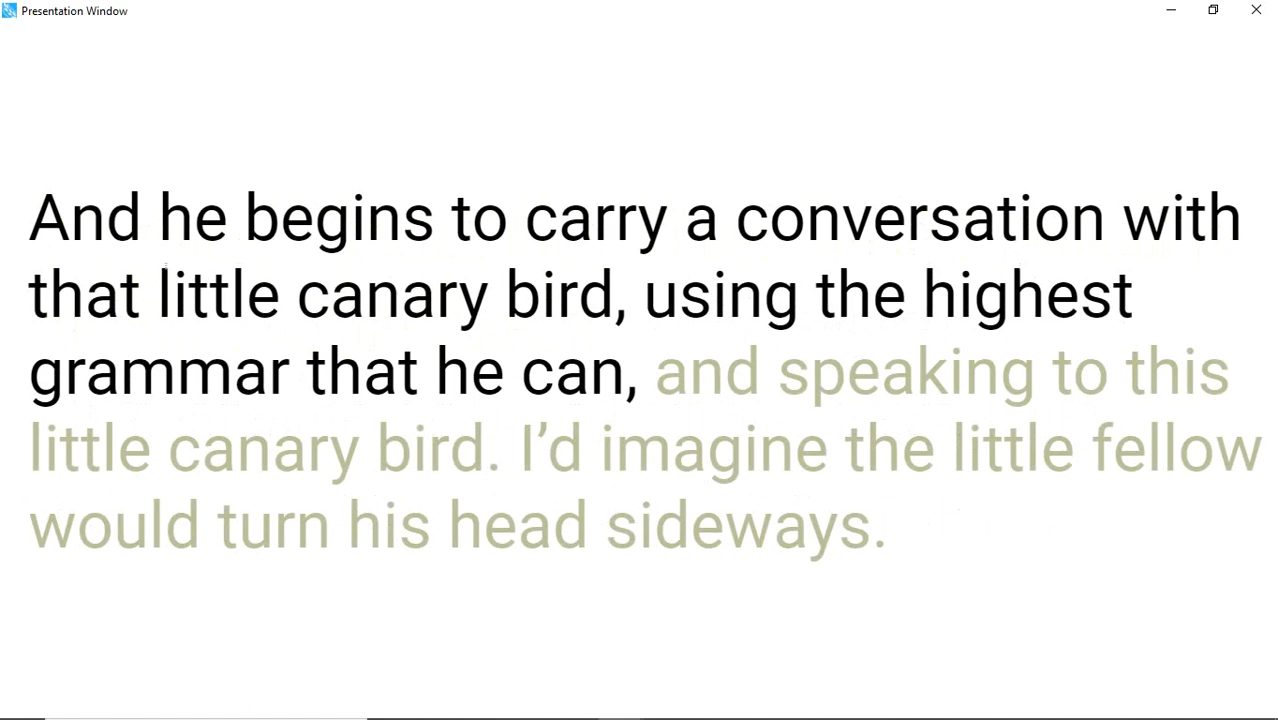 Presentation Window
And he begins to carry a conversation with
that little canary bird, using the highest
grammar that he can, and speaking to this
little canary bird. I’d imagine the little fellow
would turn his head sideways.